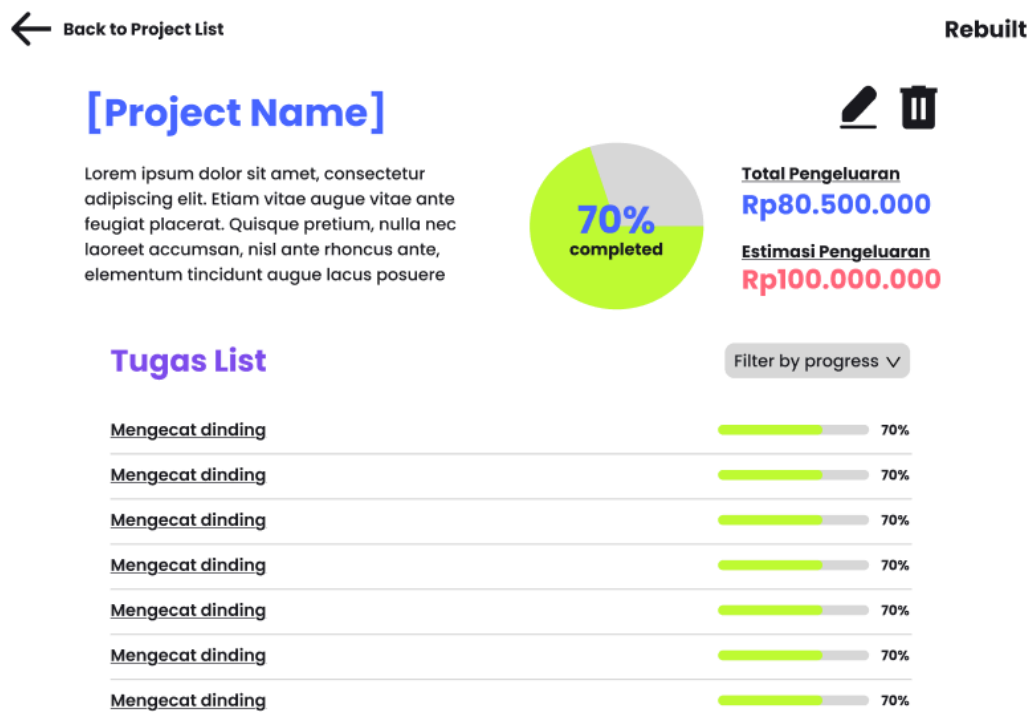 Back to Project List
Rebuilt
[Project Name]
Lorem ipsum dolor sit amet, consectetur
adipiscing elit. Etiam vitae augue vitae ante
feugiat placerat. Quisque pretium, nulla nec
laoreet accumsan, nisl ante rhoncus ante,
elementum tincidunt augue lacus posuere
70%
completed
Total Pengeluaran
Rp80.500.000
Estimasi Pengeluaran
Rp100.000.000
Tugas List
Filter by progress
Mengecat dinding 70%
Mengecat dinding 70%
Mengecat dinding 70%
Mengecat dinding 70%
Mengecat dinding 70%
Mengecat dinding 70%
Mengecat dinding 70%